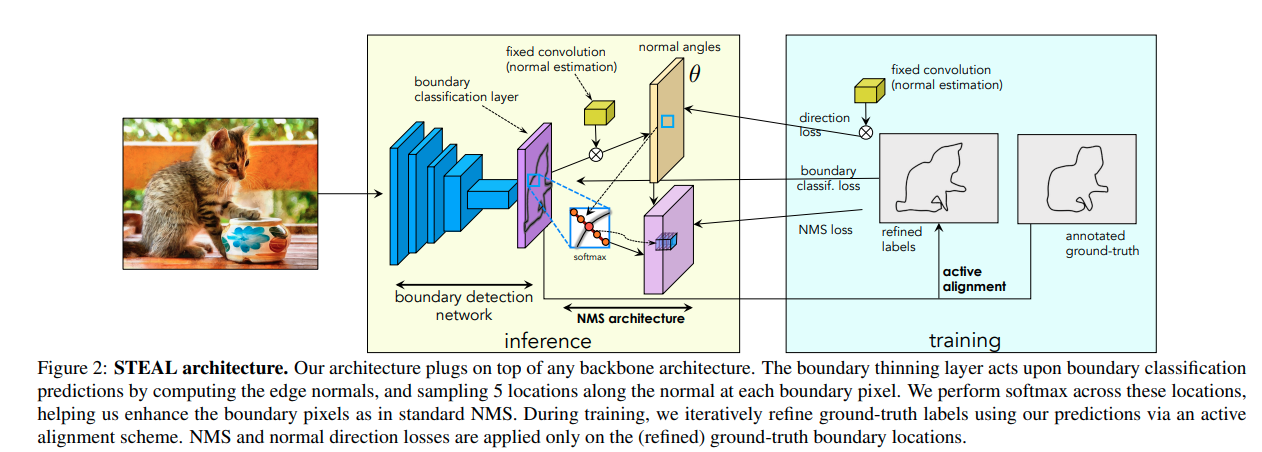 fixed convolution
(normal estimation)
normal angles
θ
boundary
classification layer
softmax
boundary detection
network
NMS architecture
inference
fixed convolution
(normal estimation)
direction
loss
boundary
classif. loss
NMS loss
refined
labels
annotated
ground-truth
active
alignment
training
Figure 2: STEAL architecture. Our architecture plugs on top of any backbone architecture. The boundary thinning layer acts upon boundary classification
predictions by computing the edge normals, and sampling 5 locations along the normal at each boundary pixel. We perform softmax across these locations,
helping us enhance the boundary pixels as in standard NMS. During training, we iteratively refine ground-truth labels using our predictions via an active
alignment scheme. NMS and normal direction losses are applied only on the (refined) ground-truth boundary locations.